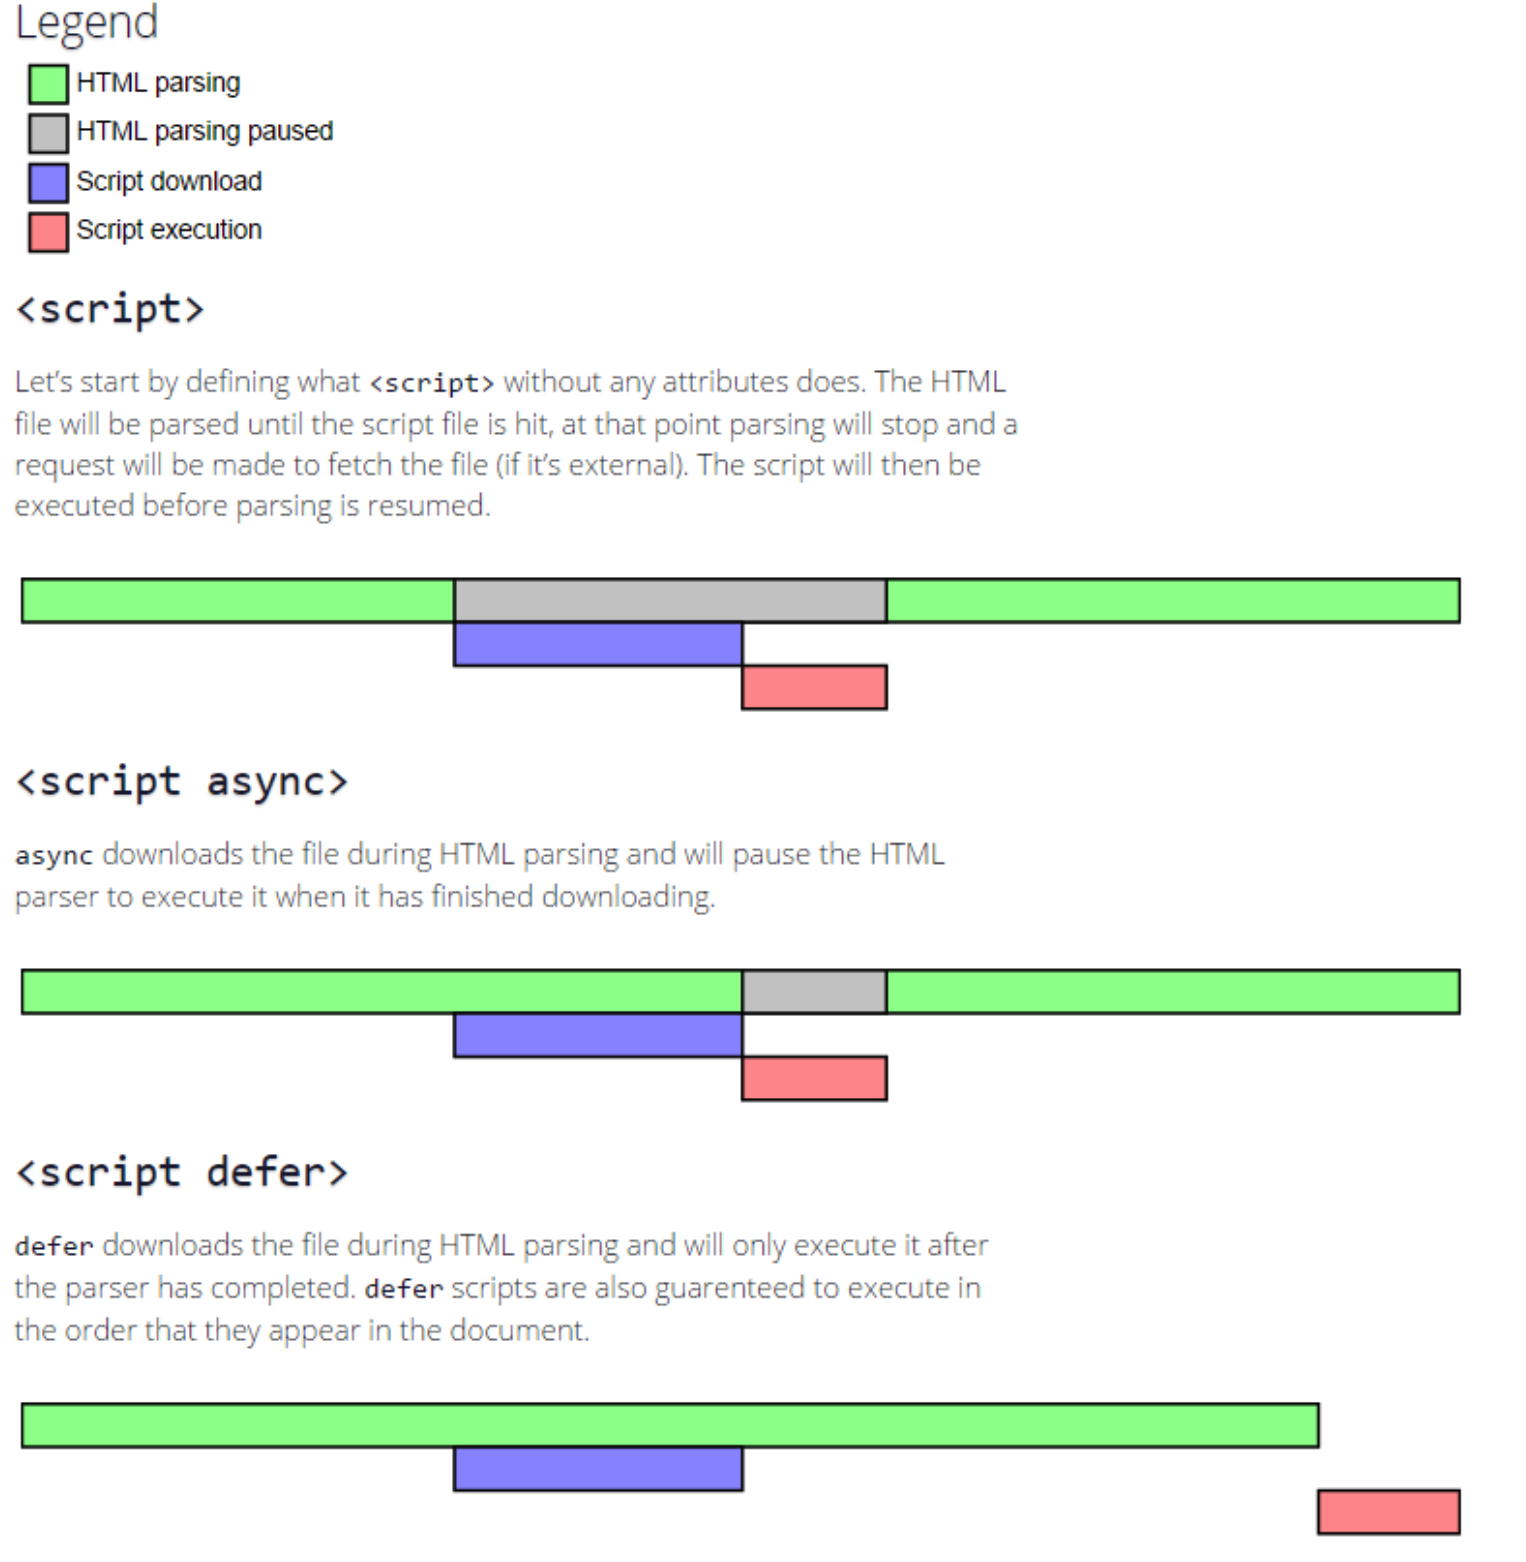 Legend
HTML parsing
HTML parsing paused
Script download
Script execution
<script>
Let's start by defining what <script> without any attributes does. The HTML
file will be parsed until the script file is hit, at that point parsing will stop and a
request will be made to fetch the file (if it's external). The script will then be
executed before parsing is resumed.
<script async>
async downloads the file during HTML parsing and will pause the HTML
parser to execute it when it has finished downloading.
<script defer>
defer downloads the file during HTML parsing and will only execute it after
the parser has completed. defer scripts are also guarenteed to execute in
the order that they appear in the document.